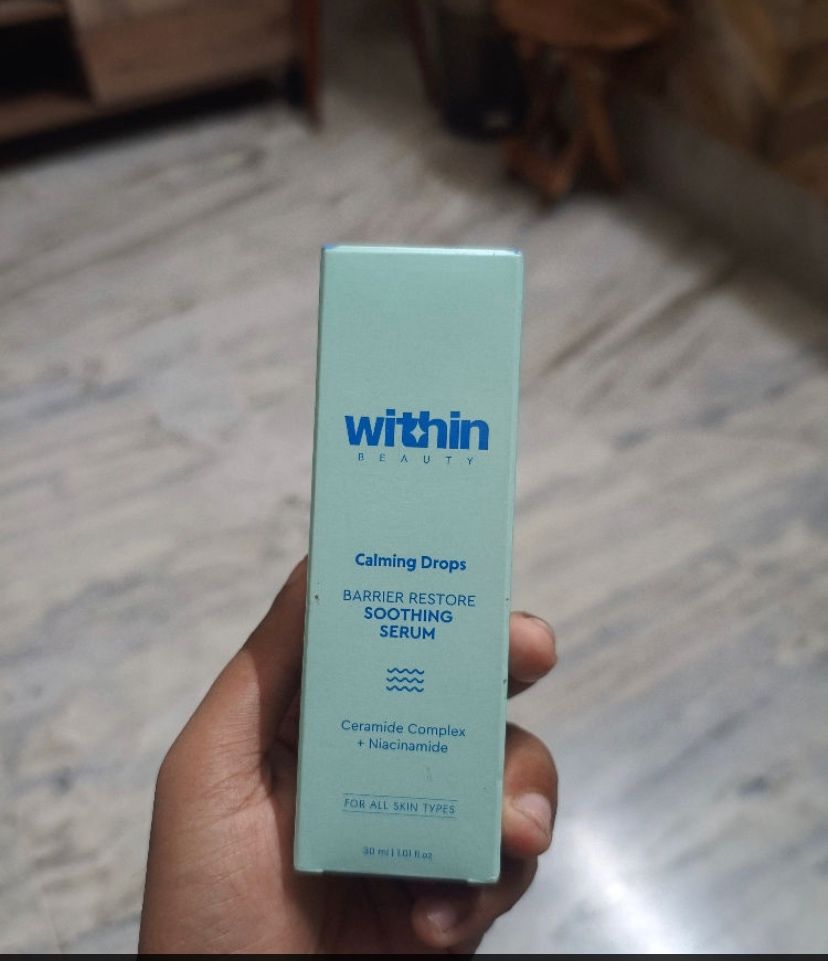 within
BEAUTY
Calming Drops
BARRIER RESTORE
SOOTHING
SERUM
Ceramide Complex
+ Niacinamide
FOR ALL SKIN TYPES
30 ml | 1.01 fl.oz